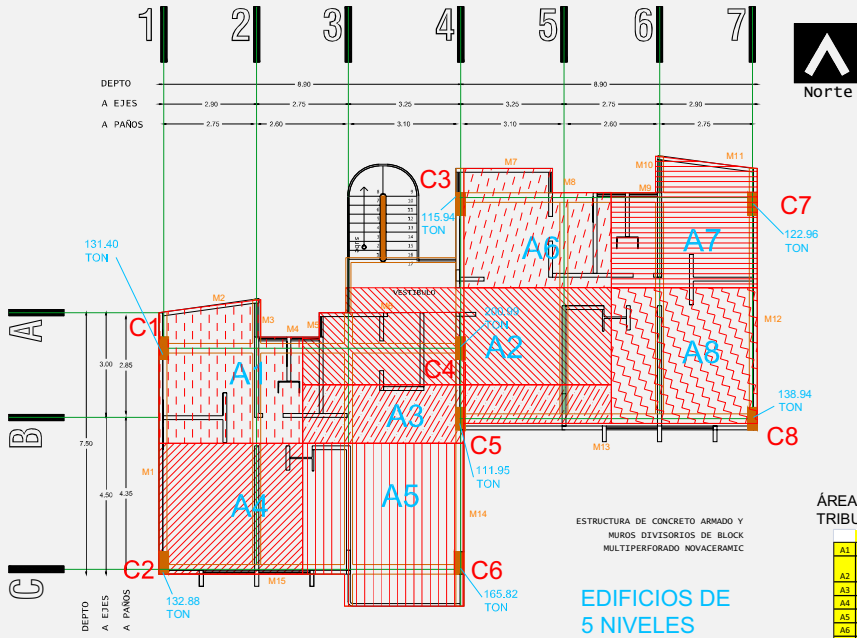 1 2 3 4 5 6 7
Norte
DEPTO 8.90 8.90
A EJES 2.90 2.75 3.25 3.25 2.75 2.90
A PAÑOS 2.75 2.60 3.10 3.10 2.60 2.75
M10 M11
M7
C3 M8 M9 C7
115.94
TON
122.96
TON
A6 A7
SUBE
131.40
TON
VESTIBULO
M2
M3
M4 M5
M12
A
C1
C4
A1 A2 A8
3.00 2.85
138.94
TON
A3
B
C5 C8
M13
7.50
111.95
TON
M1
4.50 4.35
A4 A5
M14
ESTRUCTURA DE CONCRETO ARMADO Y
MUROS DIVISORIOS DE BLOCK
MULTIPERFORADO NOVACERAMIC
C
C2 C6
M15
132.88
TON
165.82
TON
DEPTO
A EJES
A PAÑOS
EDIFICIOS DE
5 NIVELES
ÁREA
TRIBU
A1
A2
A3
A4
A5
A6